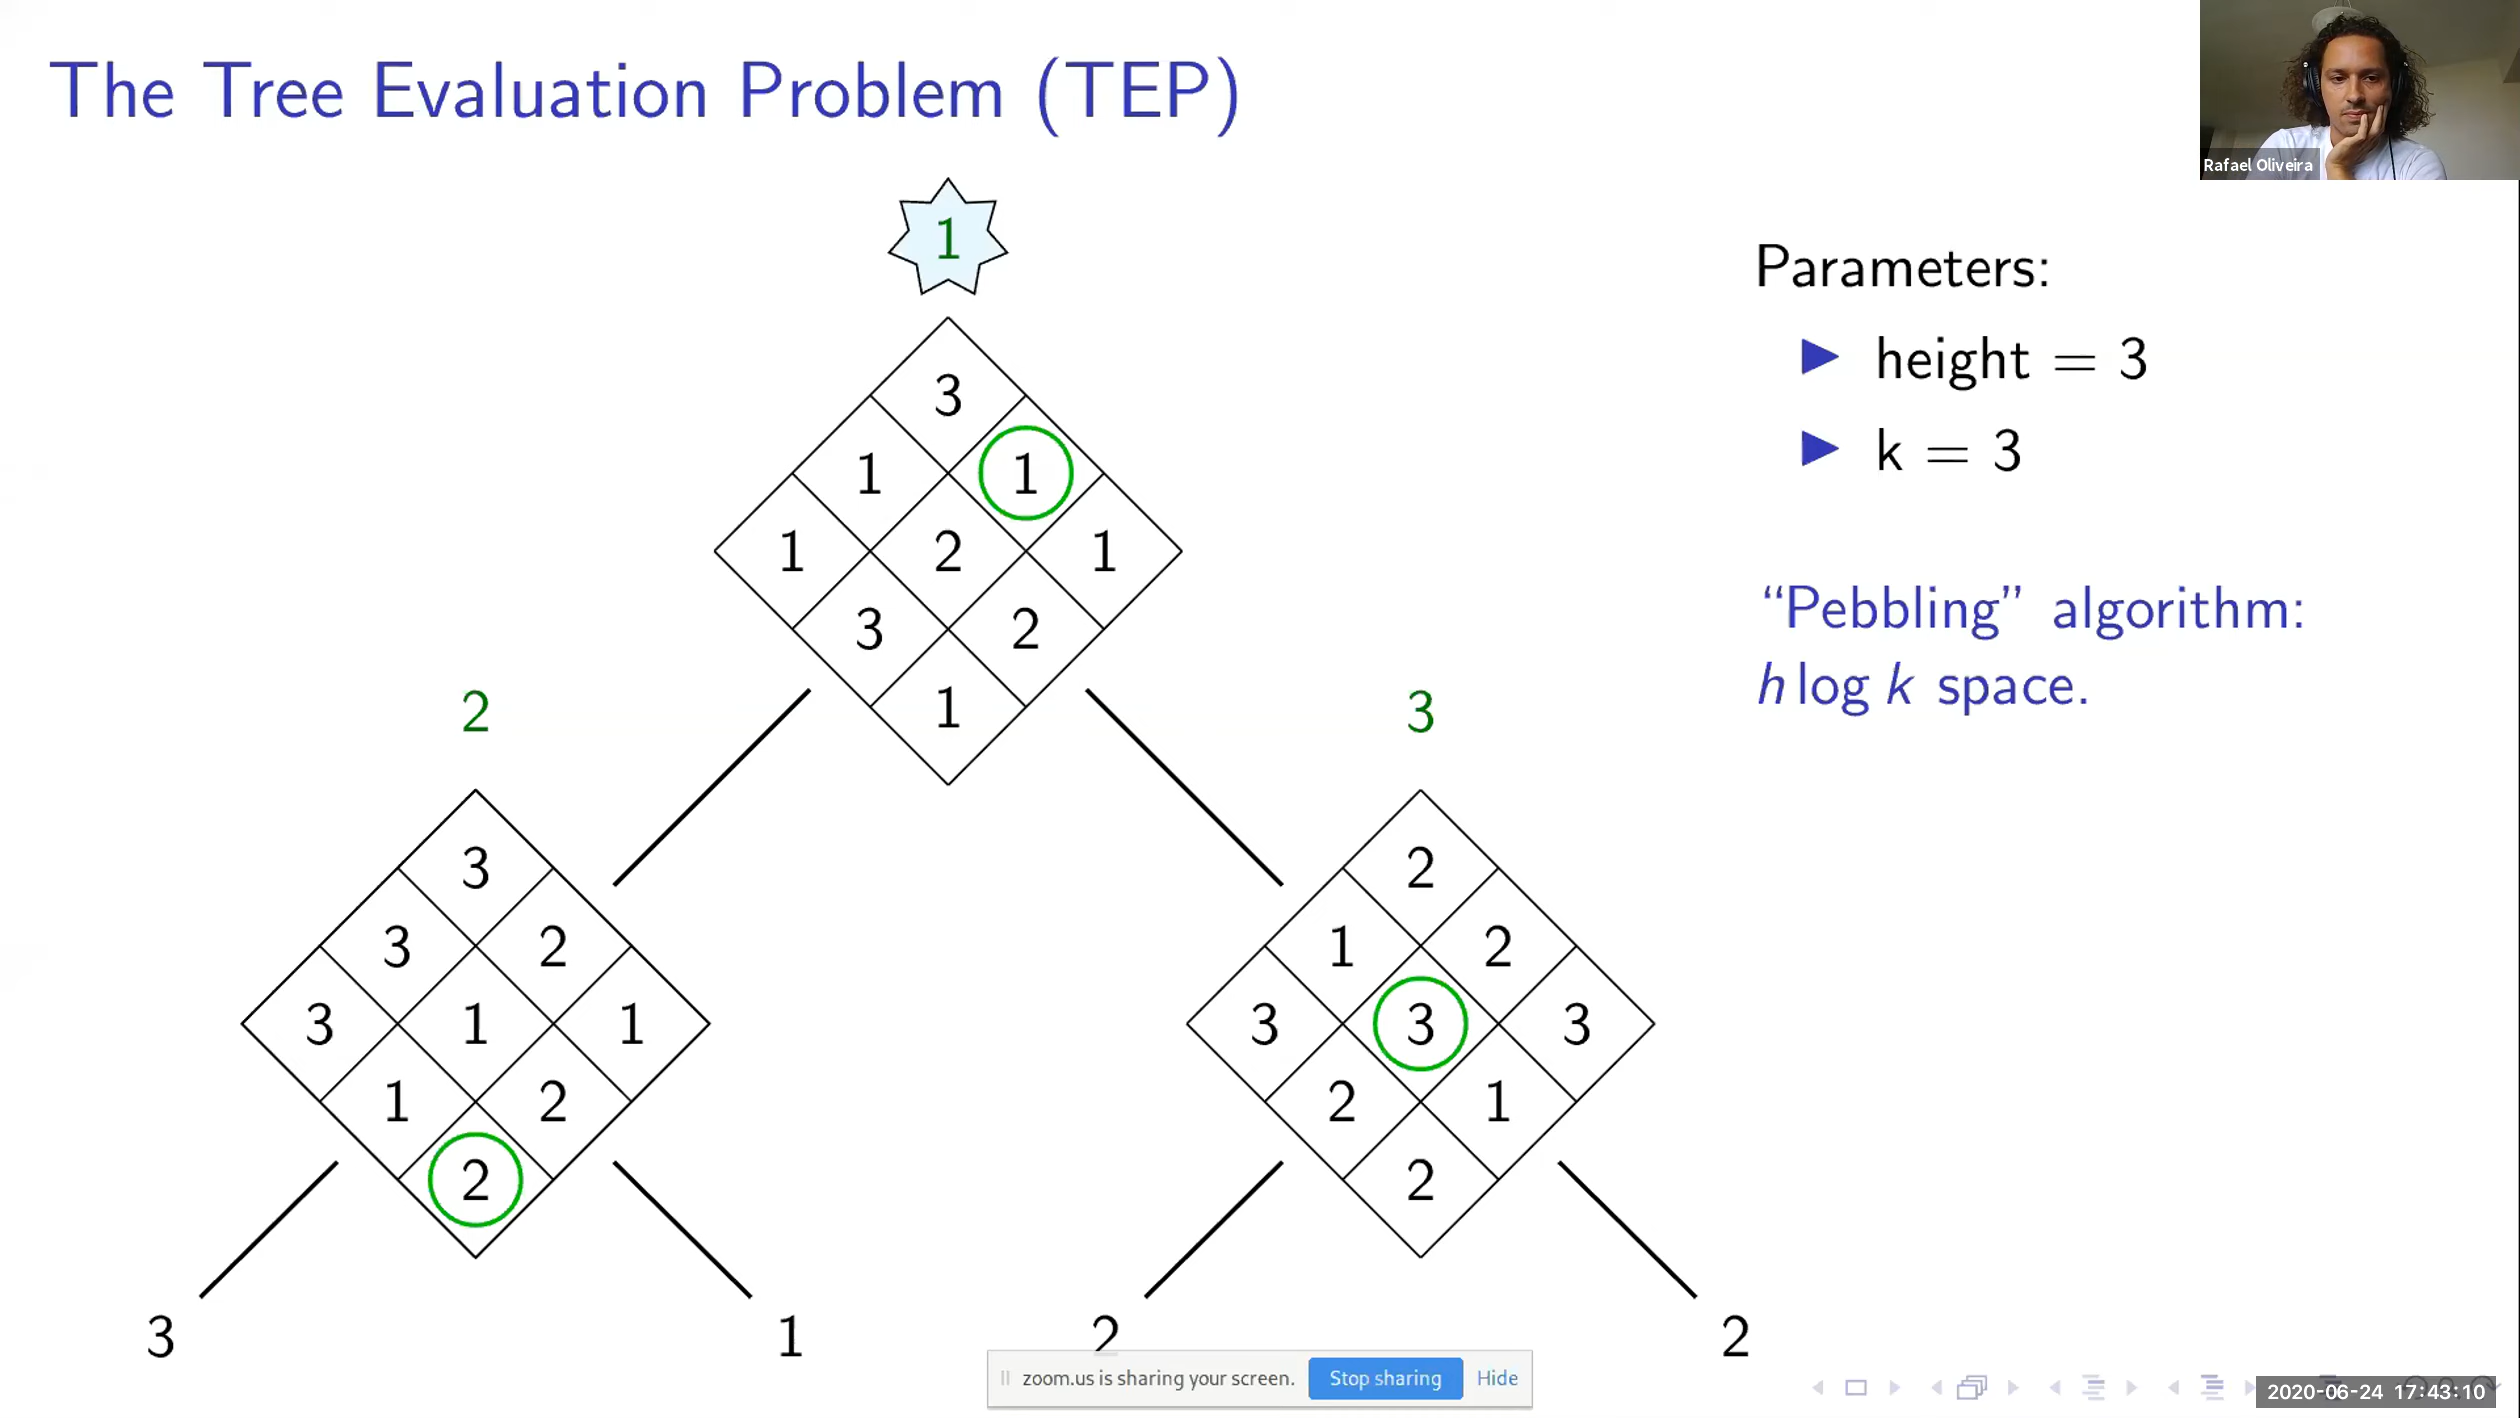 The Tree Evaluation Problem (TEP)
Rafael Oliveira
1
Parameters:
3
height = 3
1 1
k = 3
1 2 1
"Pebbling" algorithm:
3 2
h log k space.
1
2 3
3 2
3 2 1 2
3 1 1 3 3 3
1 2 2 1
2 2
3 1 2 2
zoom.us is sharing your screen. Stop sharing Hide
2020-06-24 17:43:10